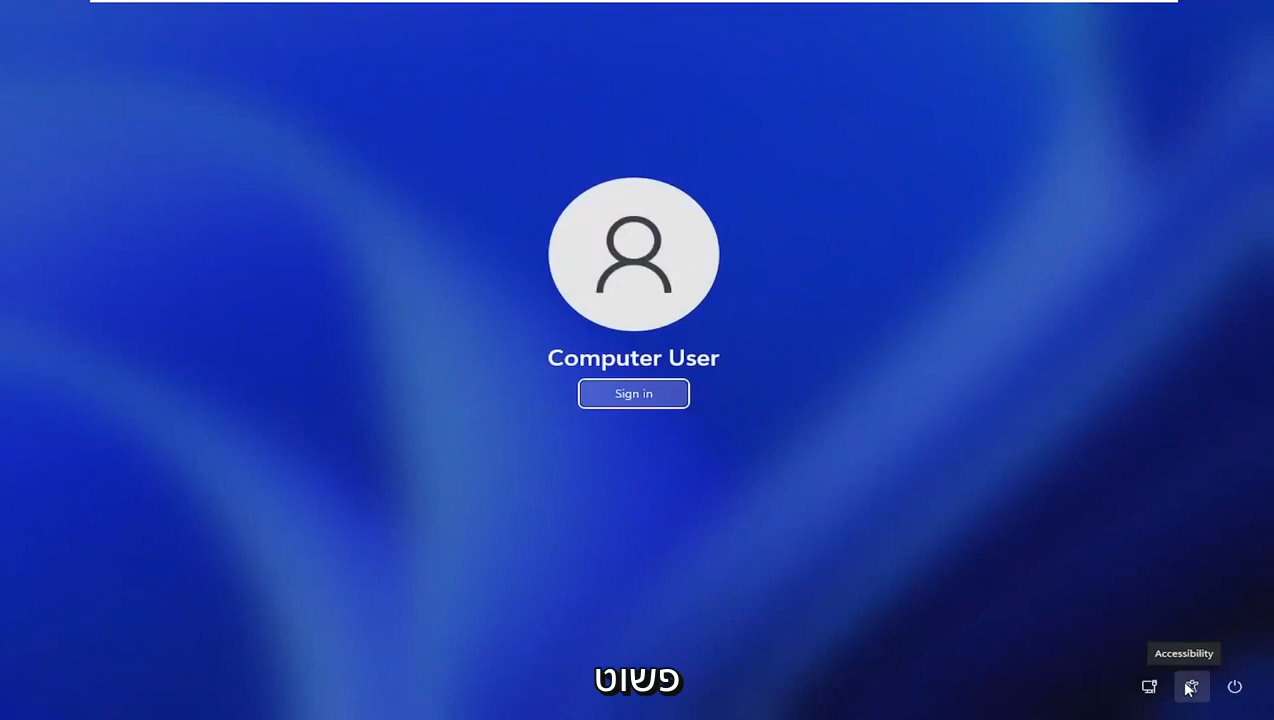 Computer User
Sign in
Accessibility
פשוט